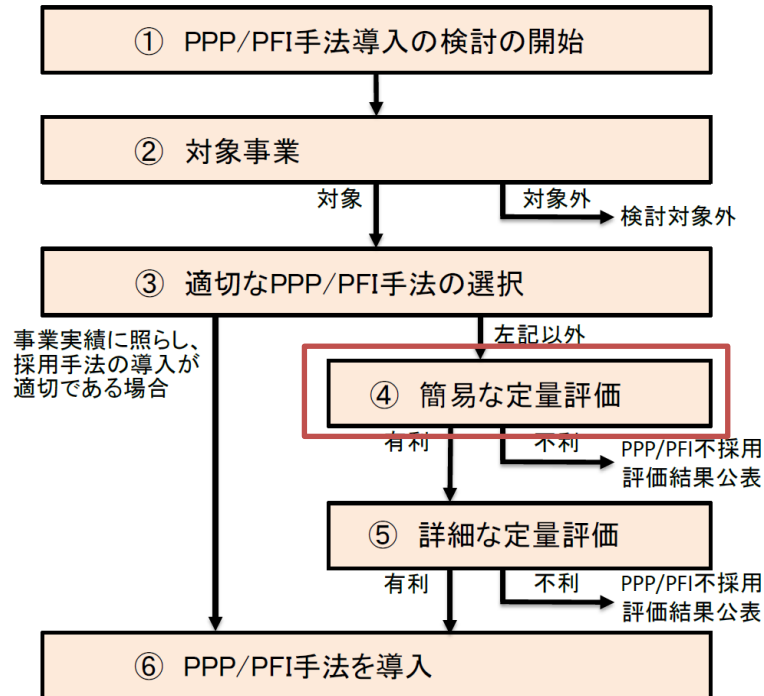 ① PPP/PFI手法導入の検討の開始
② 対象事業
対象
対象外
検討対象外
③ 適切なPPP/PFI手法の選択
事業実績に照らし、
採用手法の導入が
適切である場合
左記以外
④ 簡易な定量評価
有利
不利
PPP/PFI不採用
評価結果公表
⑤ 詳細な定量評価
有利
不利
PPP/PFI不採用
評価結果公表
⑥ PPP/PFI手法を導入